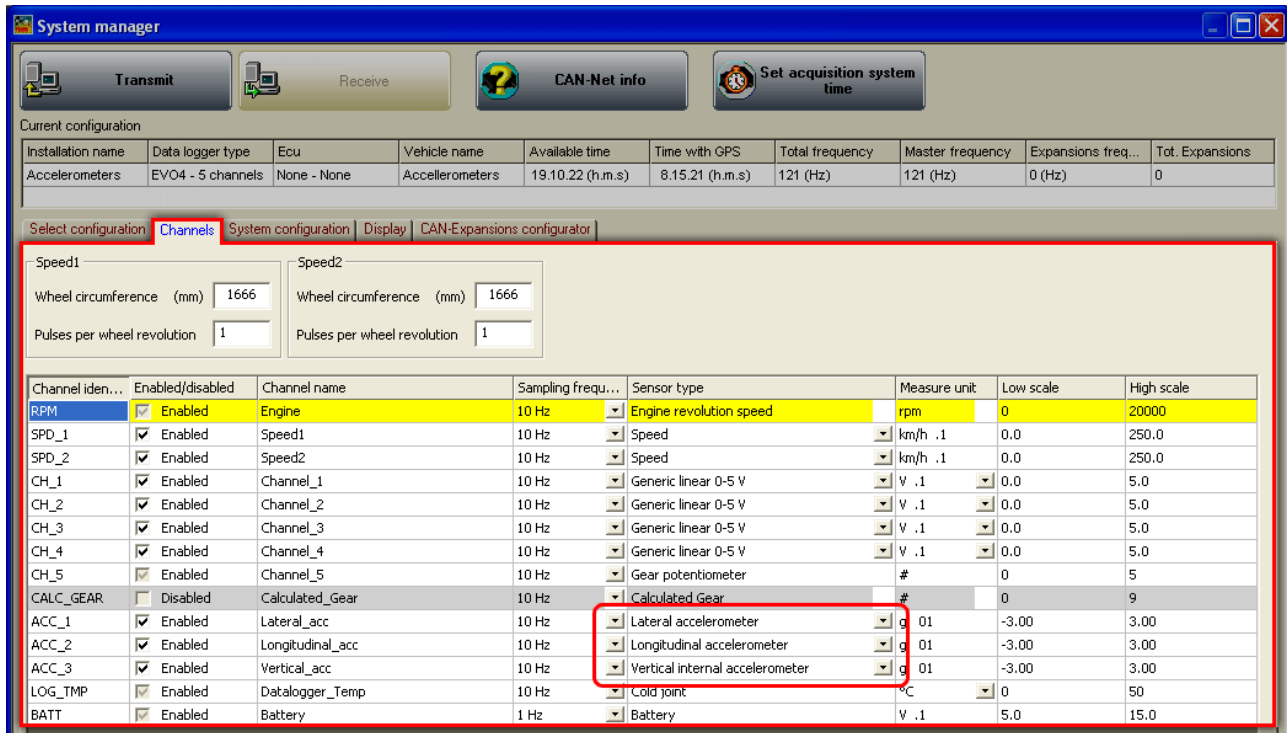 System manager
Transmit
Receive
CAN-Net info
Set acquisition system
time
Current configuration
Installation name Data logger type Ecu Vehicle name Available time Time with GPS Total frequency Master frequency Expansions freq... Tot. Expansions
Accelerometers EVO4 - 5 channels None - None Accellerometers 19.10.22 (h.m.s) 8.15.21 (h.m.s) 121 (Hz) 121 (Hz) 0 (Hz) 0
Select configuration Channels System configuration Display CAN-Expansions configurator
Speed1 Speed2
Wheel circumference (mm) 1666 Wheel circumference (mm) 1666
Pulses per wheel revolution 1 Pulses per wheel revolution 1
Channel iden... Enabled/disabled Channel name Sampling frequ... Sensor type Measure unit Low scale High scale
RPM Enabled Engine 10 Hz Engine revolution speed rpm 0 20000
SPD_1 Enabled Speed1 10 Hz Speed km/h .1 0.0 250.0
SPD_2 Enabled Speed2 10 Hz Speed km/h .1 0.0 250.0
CH_1 Enabled Channel_1 10 Hz Generic linear 0-5 V V .1 0.0 5.0
CH_2 Enabled Channel_2 10 Hz Generic linear 0-5 V V .1 0.0 5.0
CH_3 Enabled Channel_3 10 Hz Generic linear 0-5 V V .1 0.0 5.0
CH_4 Enabled Channel_4 10 Hz Generic linear 0-5 V V .1 0.0 5.0
CH_5 Enabled Channel_5 10 Hz Gear potentiometer # 0 5
CALC_GEAR Disabled Calculated_Gear 10 Hz Calculated Gear # 0 9
ACC_1 Enabled Lateral_acc 10 Hz Lateral accelerometer g 01 -3.00 3.00
ACC_2 Enabled Longitudinal_acc 10 Hz Longitudinal accelerometer g 01 -3.00 3.00
ACC_3 Enabled Vertical_acc 10 Hz Vertical internal accelerometer g 01 -3.00 3.00
LOG_TMP Enabled Datalogger_Temp 10 Hz Cold joint °C 0 50
BATT Enabled Battery 1 Hz Battery V .1 5.0 15.0